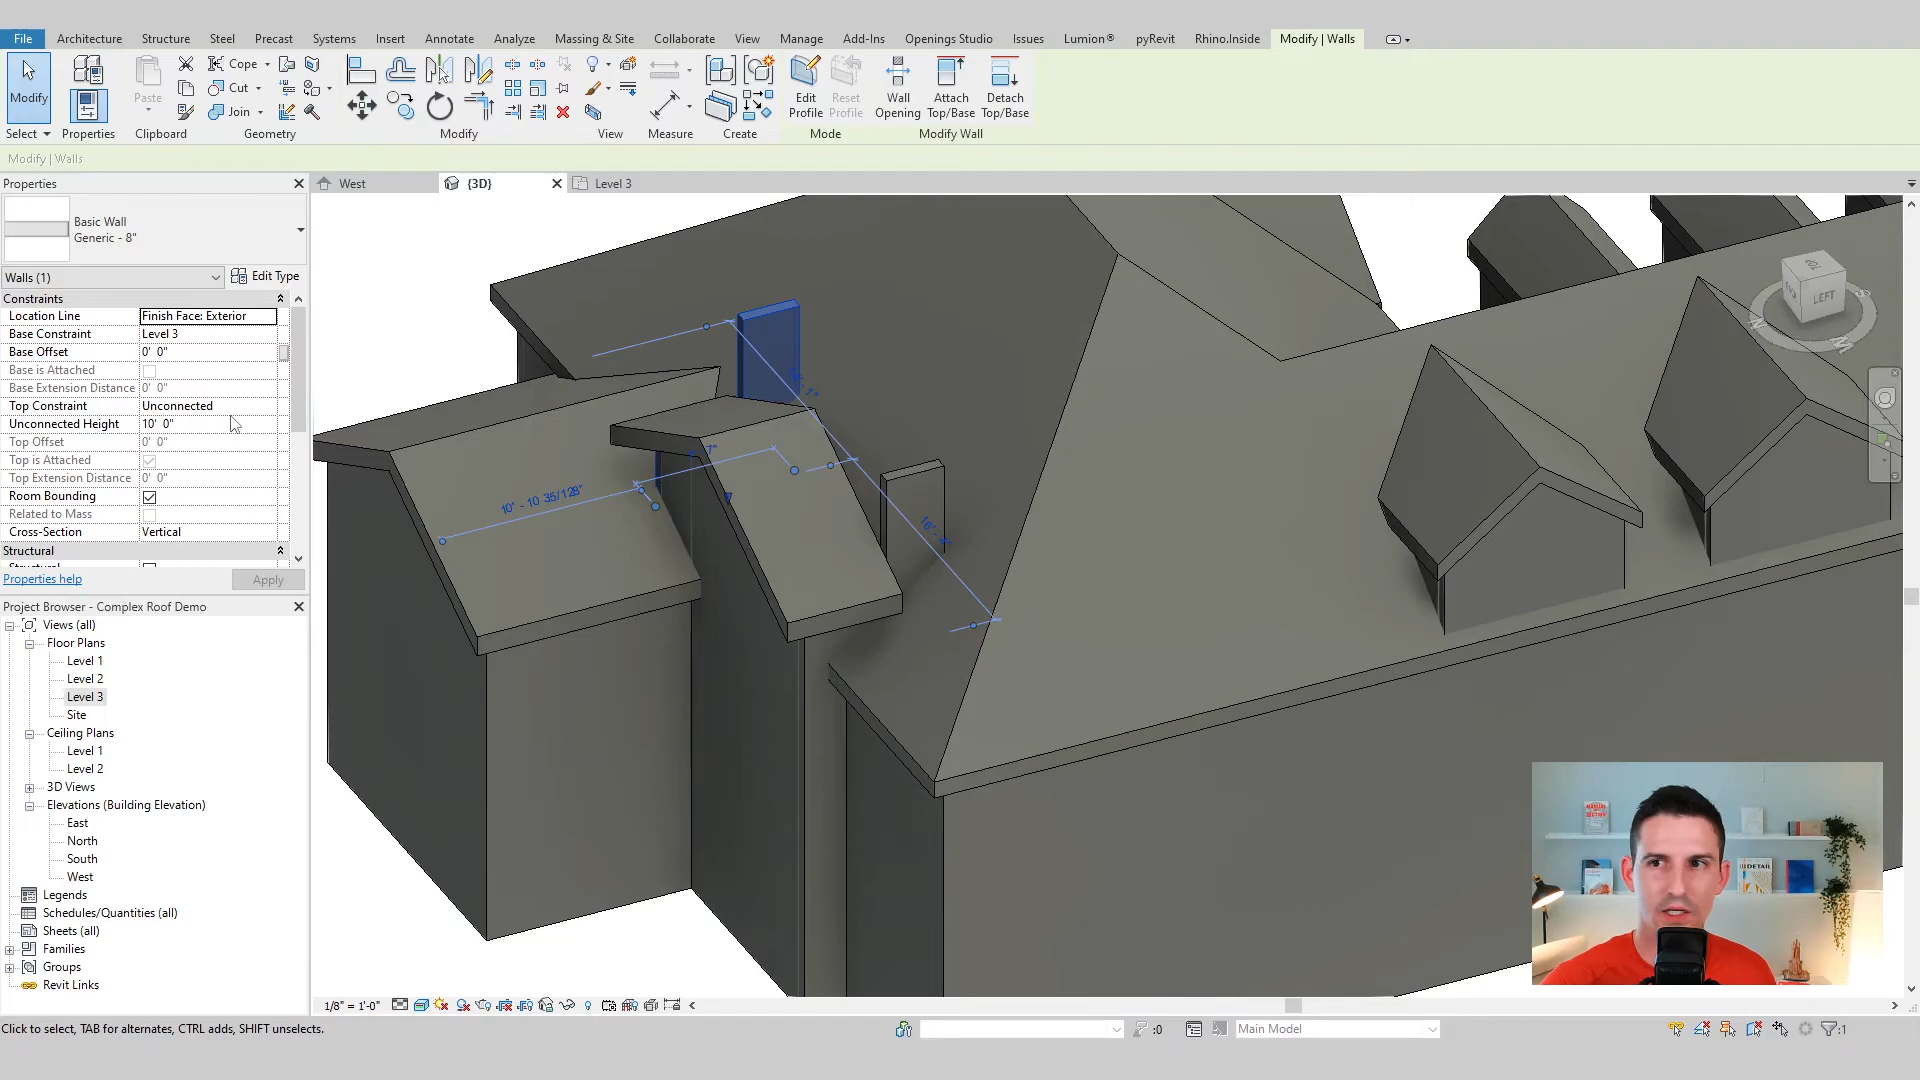 File Architecture Structure Steel Precast Systems Insert Annotate Analyze Massing & Site Collaborate View Manage Add-Ins Openings Studio Issues Lumion® pyRevit Rhino.Inside Modify | Walls
Cope
Cut
Join
Modify
Paste
Edit Profile
Reset Profile
Wall Opening
Attach Top/Base
Detach Top/Base
Select Properties Clipboard Geometry Modify View Measure Create Mode Modify Wall
Modify | Walls
Properties
West {3D} Level 3
Basic Wall
Generic - 8"
Walls (1) Edit Type
Constraints
Location Line Finish Face: Exterior
Base Constraint Level 3
Base Offset 0' 0"
Base is Attached
Base Extension Distance 0' 0"
Top Constraint Unconnected
Unconnected Height 10' 0"
Top Offset 0' 0"
Top is Attached
Top Extension Distance 0' 0"
Room Bounding
Related to Mass
Cross-Section Vertical
Structural
Properties help Apply
Project Browser - Complex Roof Demo
Views (all)
Floor Plans
Level 1
Level 2
Level 3
Site
Ceiling Plans
Level 1
Level 2
3D Views
Elevations (Building Elevation)
East
North
South
West
Legends
Schedules/Quantities (all)
Sheets (all)
Families
Groups
Revit Links
10' - 10 35/128"
TOP
LEFT
DETAIL
1/8" = 1'-0"
Click to select, TAB for alternates, CTRL adds, SHIFT unselects.
:0
Main Model
:1